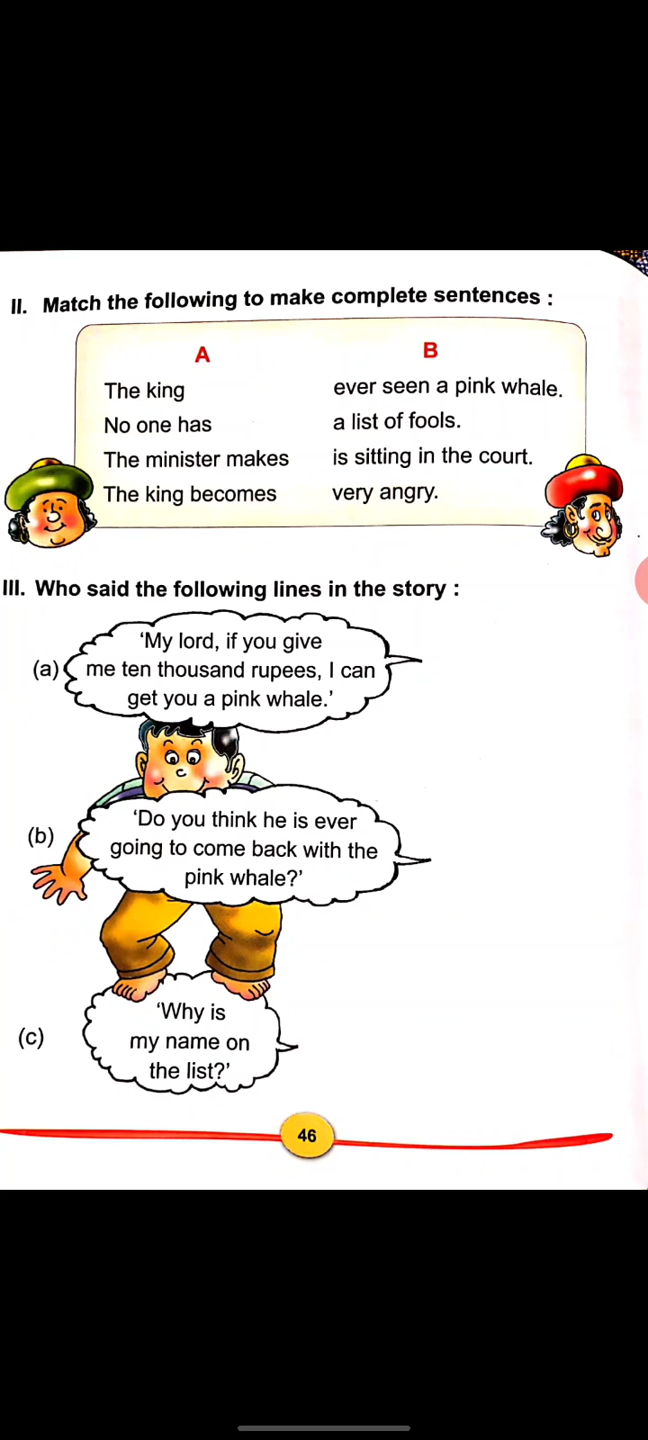 II. Match the following to make complete sentences :
A B
The king ever seen a pink whale.
No one has a list of fools.
The minister makes is sitting in the court.
The king becomes very angry.
III. Who said the following lines in the story :
‘My lord, if you give
(a) me ten thousand rupees, I can
get you a pink whale.’
‘Do you think he is ever
(b) going to come back with the
pink whale?’
‘Why is
(c) my name on
the list?’
46